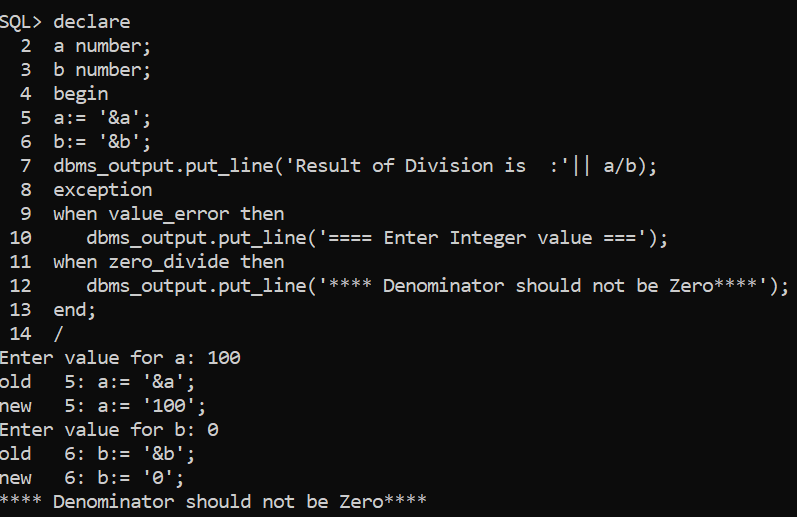 SQL> declare
  2  a number;
  3  b number;
  4  begin
  5  a:= '&a';
  6  b:= '&b';
  7  dbms_output.put_line('Result of Division is  :'|| a/b);
  8  exception
  9  when value_error then
 10     dbms_output.put_line('==== Enter Integer value ===');
 11  when zero_divide then
 12     dbms_output.put_line('**** Denominator should not be Zero****');
 13  end;
 14  /
Enter value for a: 100
old   5: a:= '&a';
new   5: a:= '100';
Enter value for b: 0
old   6: b:= '&b';
new   6: b:= '0';
**** Denominator should not be Zero****